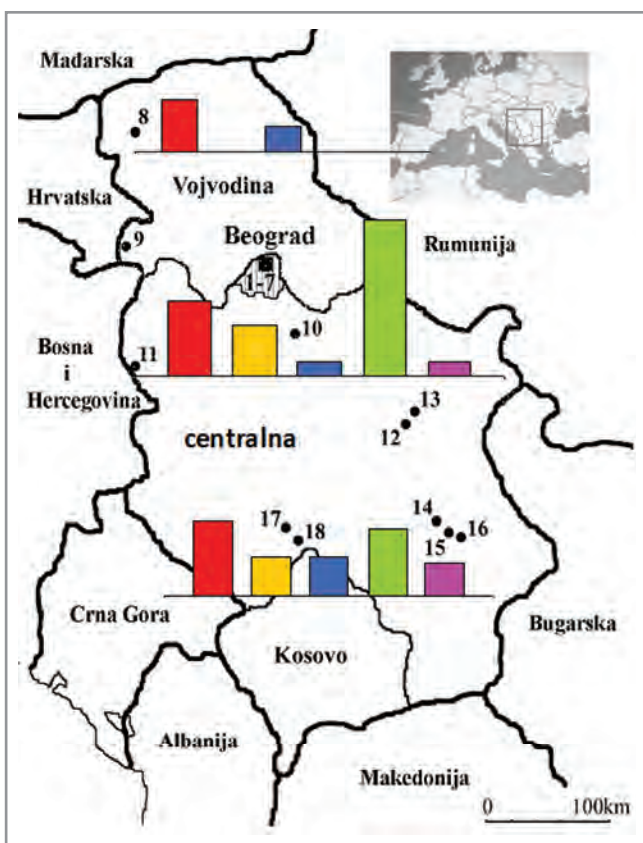 Madarska
8
Hrvatska
Vojvodina
9
Beograd
1-7
Rumunija
10
Bosna
i
Hercegovina
11
13
12
centralna
14
17
18
15
16
Crna Gora
Bugarska
Kosovo
Albanija
Makedonija
0 100km